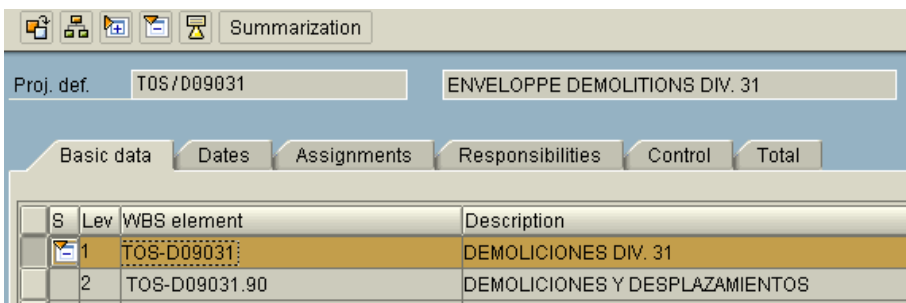 Summarization
Proj. def. TOS/D09031 ENVELOPPE DEMOLITIONS DIV. 31
Basic data Dates Assignments Responsibilities Control Total
S Lev WBS element Description
1 TOS-D09031 DEMOLICIONES DIV. 31
2 TOS-D09031.90 DEMOLICIONES Y DESPLAZAMIENTOS